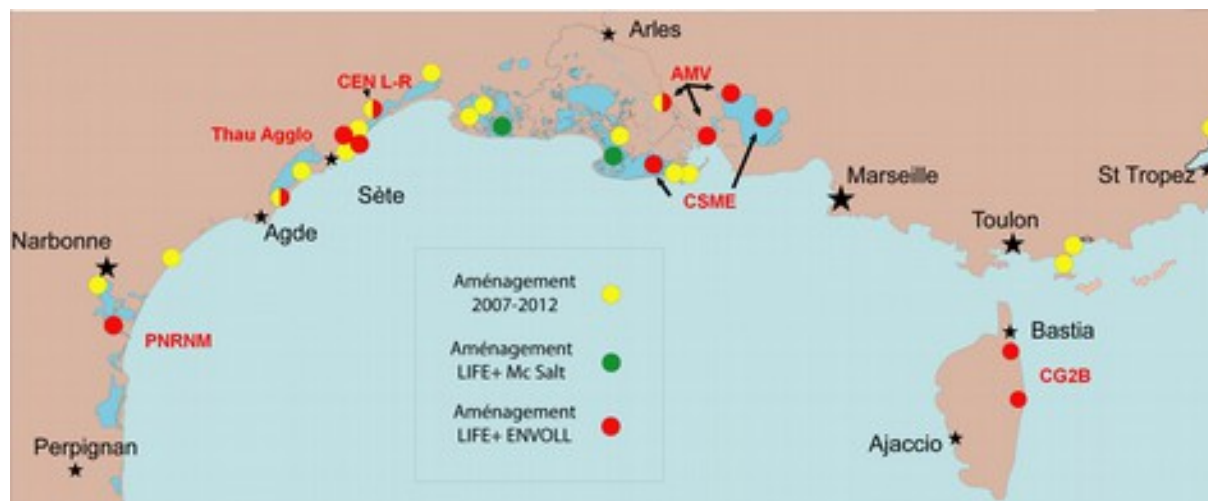 Arles
CEN L-R
AMV
Thau Agglo
Marseille
St Tropez
Sète
CSME
Agde
Toulon
Narbonne
Aménagement
2007-2012
Bastia
PNRNM
Aménagement
LIFE+ Mc Salt
CG2B
Aménagement
LIFE+ ENVOLL
Ajaccio
Perpignan